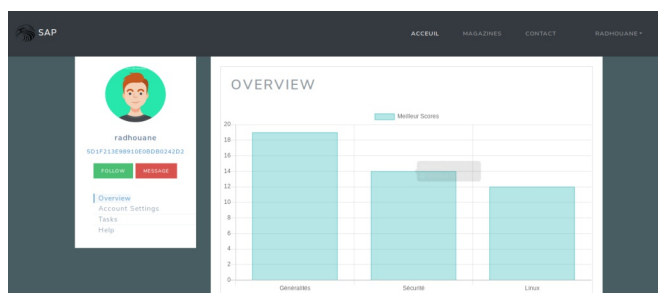 SAP
ACCEUIL MAGAZINES CONTACT RADHOUANE
radhouane
5D1F213E98910E0BDB0242D2
FOLLOW MESSAGE
Overview
Account Settings
Tasks
Help
OVERVIEW
Meilleur Scores
20
18
16
14
12
10
8
6
4
2
0
Généralités Sécurité Linux